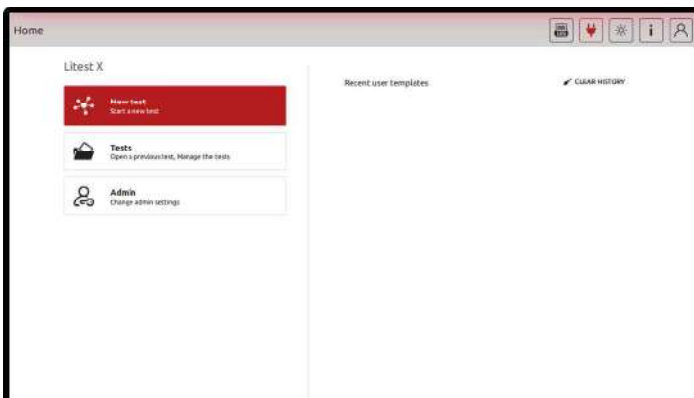 Home
Litest X
New test
Start a new test
Tests
Open a previous test, Manage the tests
Admin
Change admin settings
Recent user templates
CLEAR HISTORY